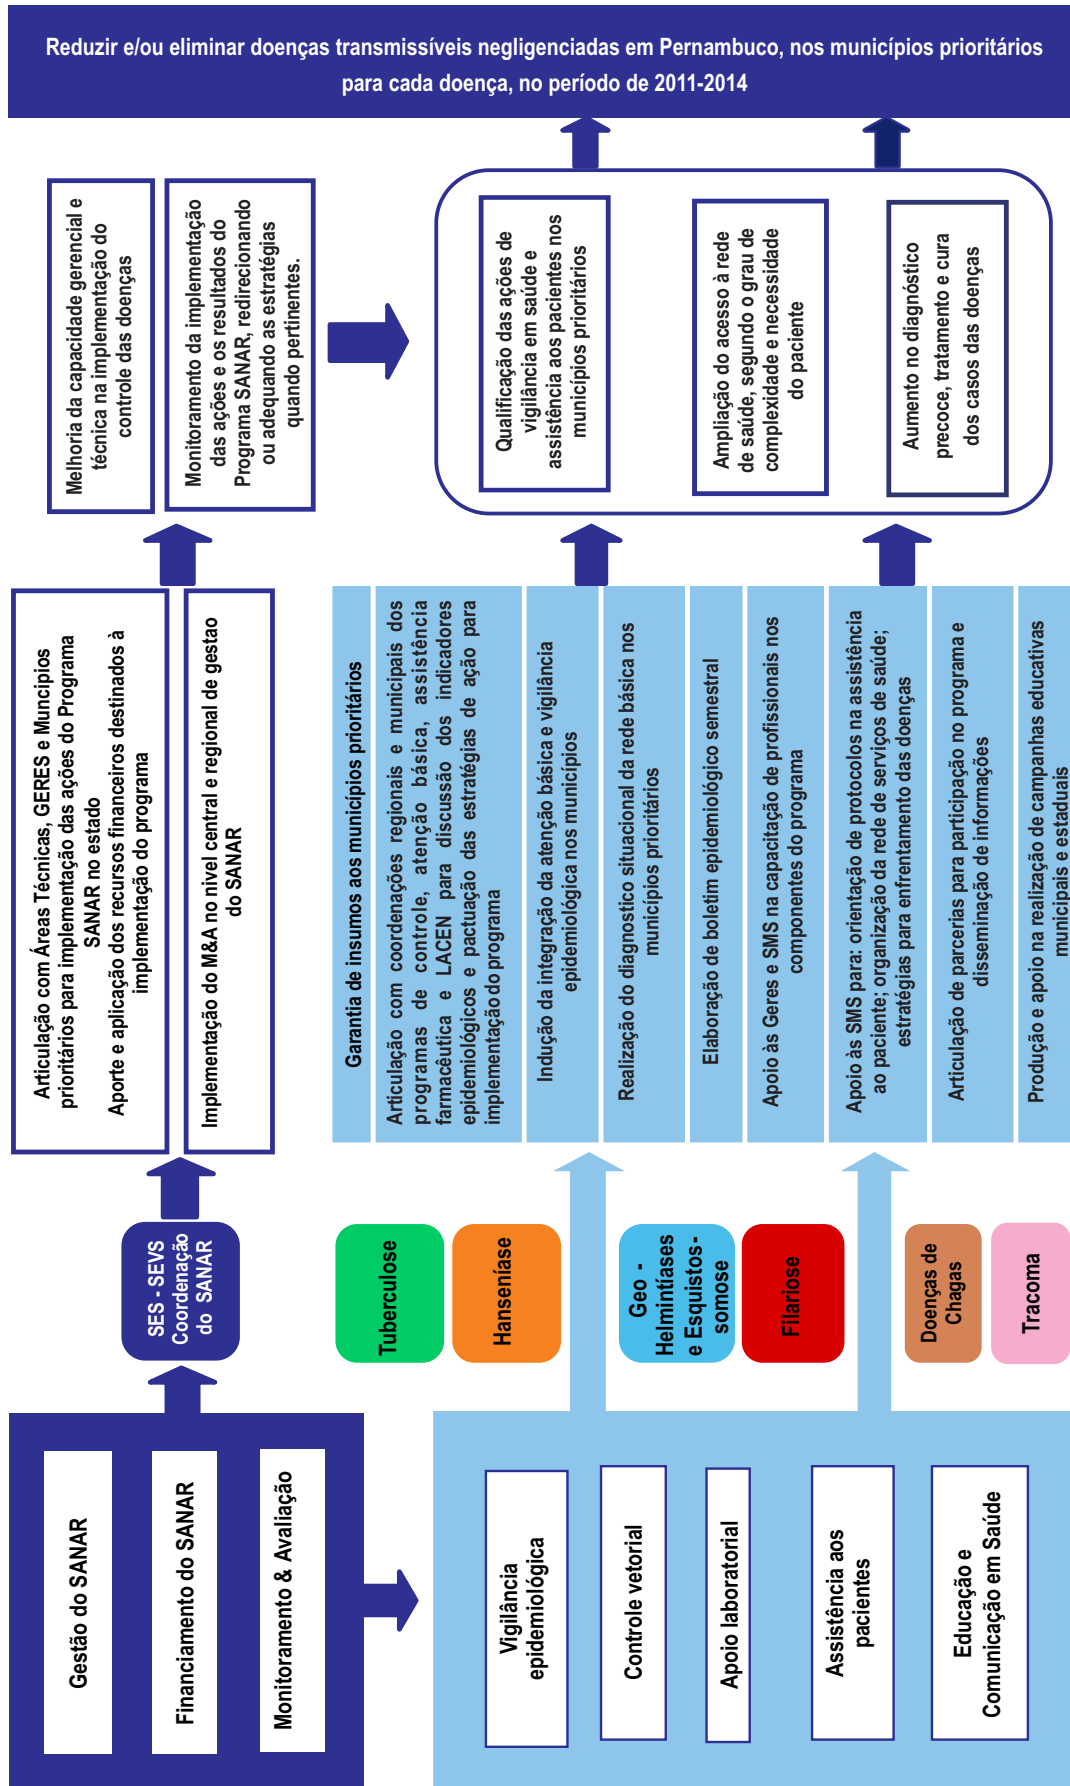 Reduzir e/ou eliminar doenças transmissíveis negligenciadas em Pernambuco, nos municípios prioritários
para cada doença, no período de 2011-2014
Gestão do SANAR
Financiamento do SANAR
Monitoramento & Avaliação
SES - SEVS
Coordenação
do SANAR
Articulação com Áreas Técnicas, GERES e Muncípios
prioritários para implementação das ações do Programa
SANAR no estado
Aporte e aplicação dos recursos financeiros destinados à
implementação do programa
Implementação do M&A no nivel central e regional de gestao
do SANAR
Melhoria da capacidade gerencial e
técnica na implementação do
controle das doenças
Monitoramento da implementação
das ações e os resultados do
Programa SANAR, redirecionando
ou adequando as estratégias
quando pertinentes.
Vigilância
epidemiológica
Controle vetorial
Apoio laboratorial
Assistência aos
pacientes
Educação e
Comunicação em Saúde
Tuberculose
Hanseníase
Geo -
Helmintíases
e Esquistos-
somose
Filariose
Doenças de
Chagas
Tracoma
Garantia de insumos aos municípios prioritários
Articulação com coordenações regionais e municipais dos
programas de controle, atenção básica, assistência
farmacêutica e LACEN para discussão dos indicadores
epidemiológicos e pactuação das estratégias de ação para
implementação do programa
Indução da integração da atenção básica e vigilância
epidemiológica nos municípios
Realização do diagnostico situacional da rede básica nos
municípios prioritários
Elaboração de boletim epidemiológico semestral
Apoio às Geres e SMS na capacitação de profissionais nos
componentes do programa
Apoio às SMS para: orientação de protocolos na assistência
ao paciente; organização da rede de serviços de saúde;
estratégias para enfrentamento das doenças
Articulação de parcerias para participação no programa e
disseminação de informações
Produção e apoio na realização de campanhas educativas
municipais e estaduais
Qualificação das ações de
vigilância em saúde e
assistência aos pacientes nos
municípios prioritários
Ampliação do acesso à rede
de saúde, segundo o grau de
complexidade e necessidade
do paciente
Aumento no diagnóstico
precoce, tratamento e cura
dos casos das doenças